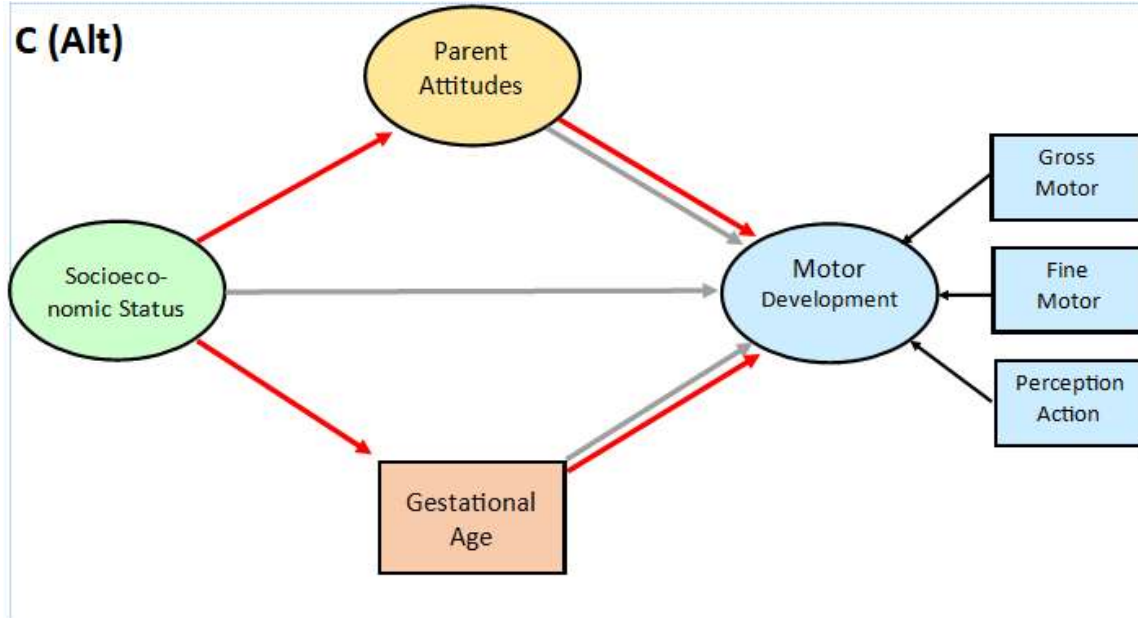 C (Alt)
Parent
Attitudes
Socioeco-
nomic Status
Motor
Development
Gross
Motor
Fine
Motor
Perception
Action
Gestational
Age